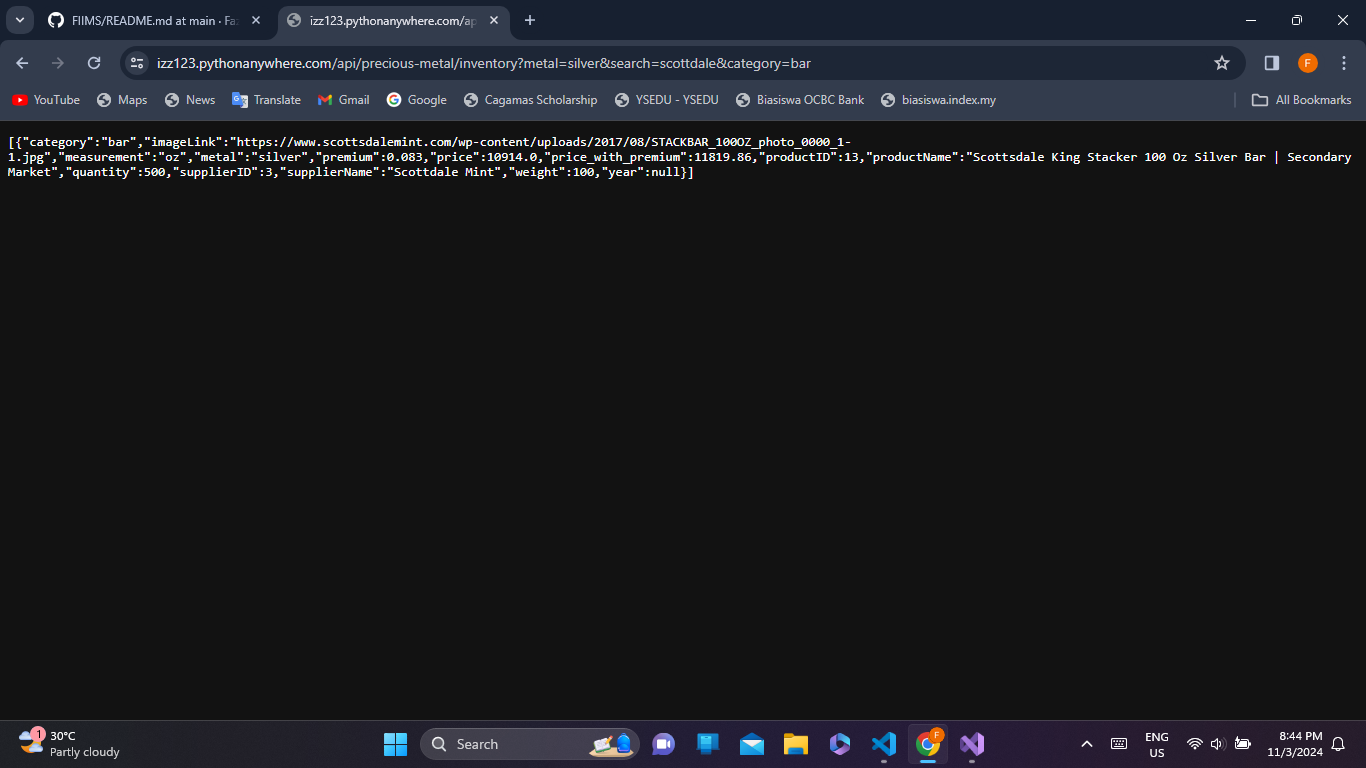 FIIMS/README.md at main · Fa
izz123.pythonanywhere.com/ap
izz123.pythonanywhere.com/api/precious-metal/inventory?metal=silver&search=scottdale&category=bar
F
YouTube Maps News Translate Gmail Google Cagamas Scholarship YSEDU - YSEDU Biasiswa OCBC Bank biasiswa.index.my All Bookmarks
[{"category":"bar","imageLink":"https://www.scottsdalemint.com/wp-content/uploads/2017/08/STACKBAR_100OZ_photo_0000_1-
1.jpg","measurement":"oz","metal":"silver","premium":0.083,"price":10914.0,"price_with_premium":11819.86,"productID":13,"productName":"Scottsdale King Stacker 100 Oz Silver Bar | Secondary
Market","quantity":500,"supplierID":3,"supplierName":"Scottdale Mint","weight":100,"year":null}]
1
30°C
Partly cloudy
Search
F
ENG
US
8:44 PM
11/3/2024